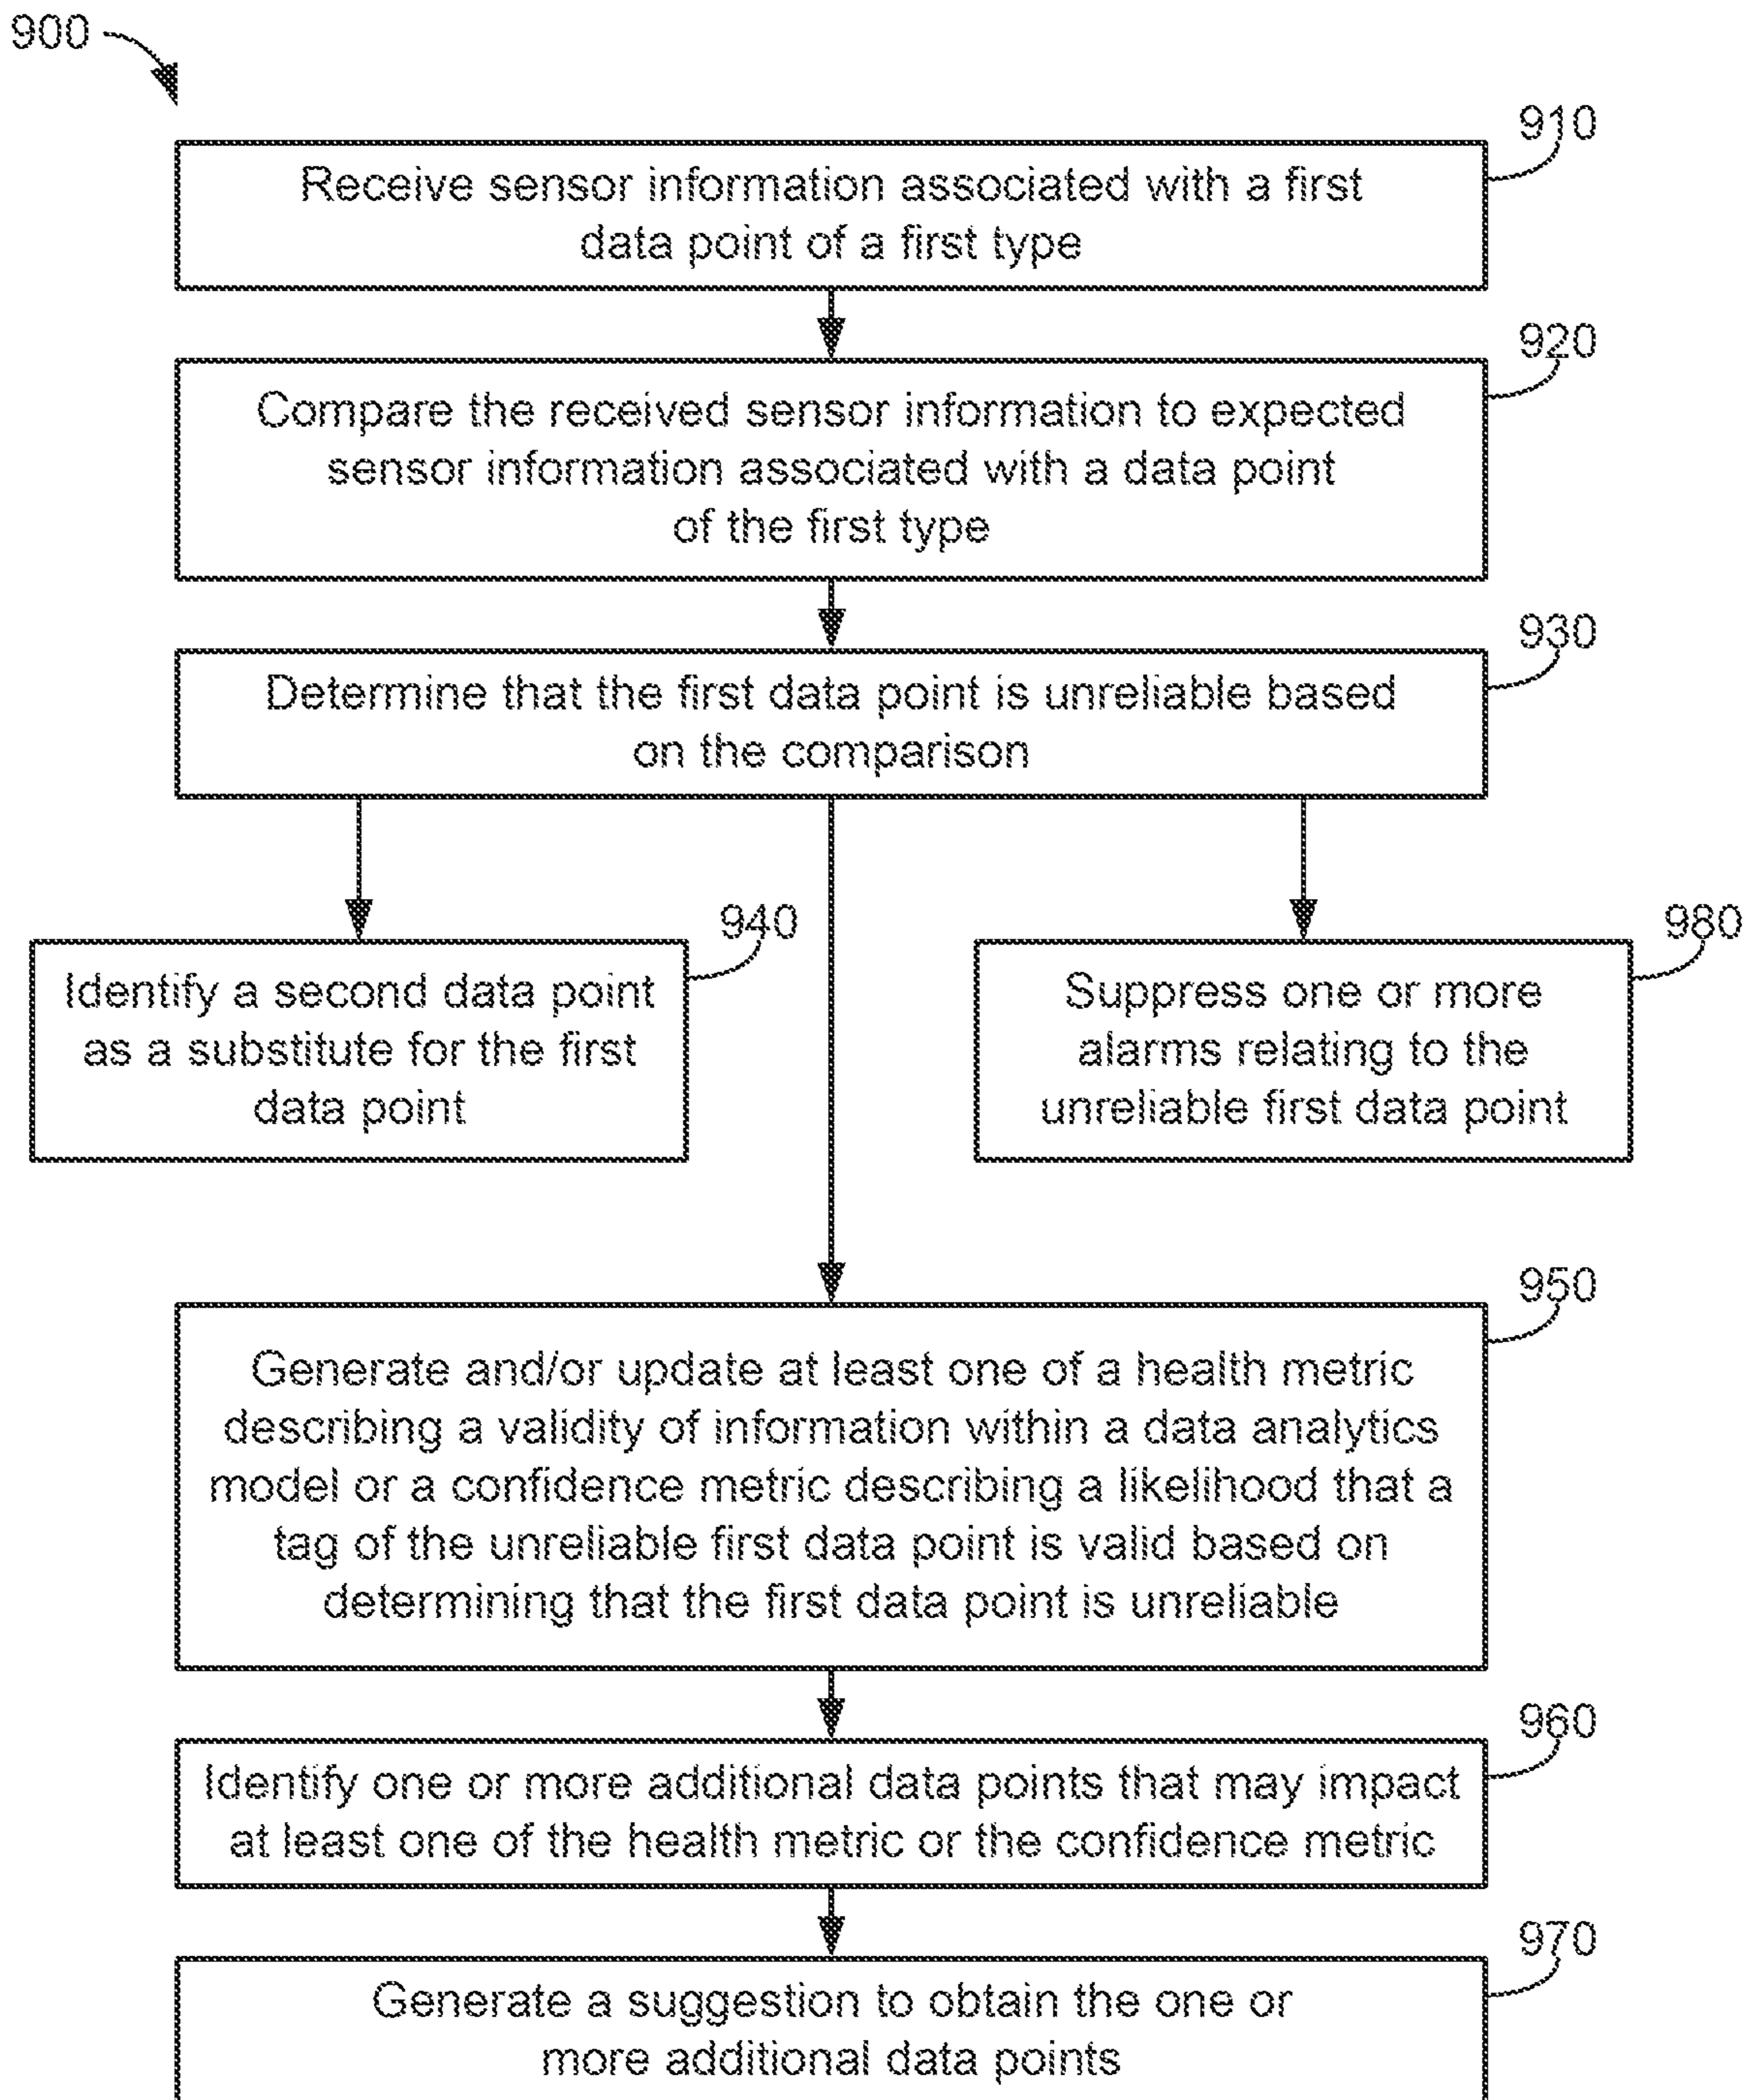 900
910
Receive sensor information associated with a first
data point of a first type
920
Compare the received sensor information to expected
sensor information associated with a data point
of the first type
930
Determine that the first data point is unreliable based
on the comparison
940
Identify a second data point
as a substitute for the first
data point
980
Suppress one or more
alarms relating to the
unreliable first data point
950
Generate and/or update at least one of a health metric
describing a validity of information within a data analytics
model or a confidence metric describing a likelihood that a
tag of the unreliable first data point is valid based on
determining that the first data point is unreliable
960
Identify one or more additional data points that may impact
at least one of the health metric or the confidence metric
970
Generate a suggestion to obtain the one or
more additional data points